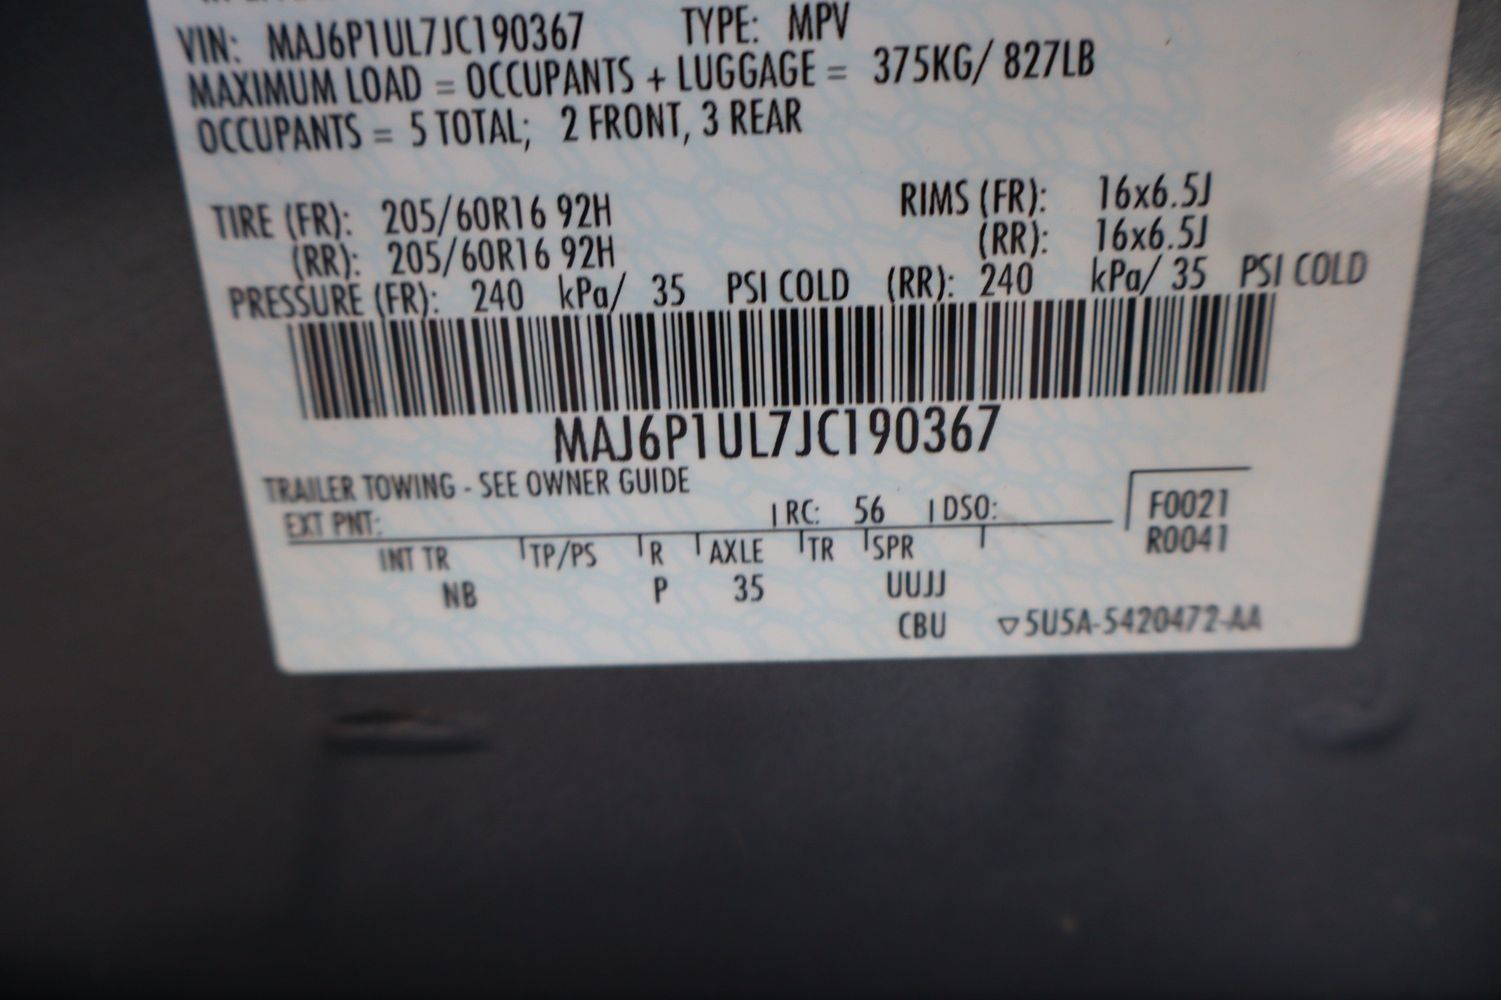 VIN: MAJ6P1UL7JC190367 TYPE: MPV
MAXIMUM LOAD = OCCUPANTS + LUGGAGE = 375KG/ 827LB
OCCUPANTS = 5 TOTAL; 2 FRONT, 3 REAR
TIRE (FR): 205/60R16 92H RIMS (FR): 16x6.5J
(RR): 205/60R16 92H (RR): 16x6.5J
PRESSURE (FR): 240 kPa/ 35 PSI COLD (RR): 240 kPa/ 35 PSI COLD
MAJ6P1UL7JC190367
TRAILER TOWING - SEE OWNER GUIDE
EXT PNT: RC: 56 DSO: F0021
INT TR TP/PS R AXLE TR SPR R0041
NB P 35 UUJJ
CBU ▽5U5A-5420472-AA